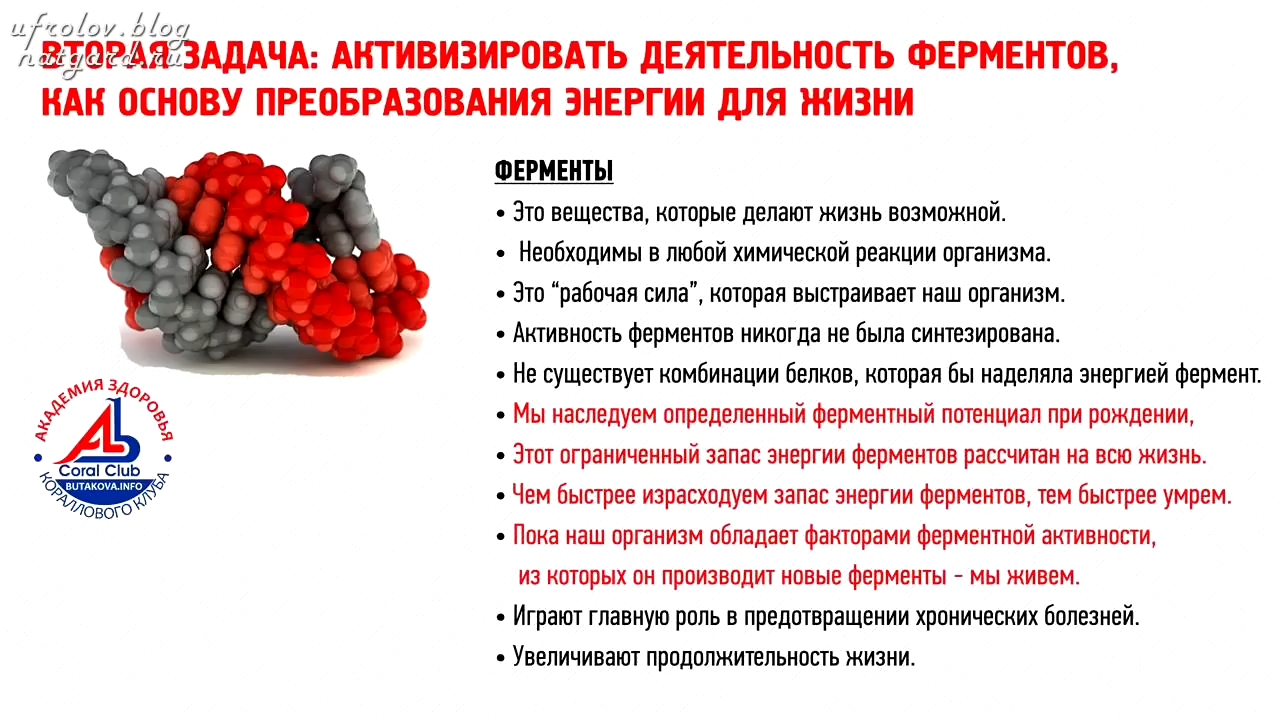 ufrolov.blog
natgard.ru
ВТОРАЯ ЗАДАЧА: АКТИВИЗИРОВАТЬ ДЕЯТЕЛЬНОСТЬ ФЕРМЕНТОВ,
КАК ОСНОВУ ПРЕОБРАЗОВАНИЯ ЭНЕРГИИ ДЛЯ ЖИЗНИ
ФЕРМЕНТЫ
• Это вещества, которые делают жизнь возможной.
• Необходимы в любой химической реакции организма.
• Это “рабочая сила”, которая выстраивает наш организм.
• Активность ферментов никогда не была синтезирована.
• Не существует комбинации белков, которая бы наделяла энергией фермент.
• Мы наследуем определенный ферментный потенциал при рождении,
• Этот ограниченный запас энергии ферментов рассчитан на всю жизнь.
• Чем быстрее израсходуем запас энергии ферментов, тем быстрее умрем.
• Пока наш организм обладает факторами ферментной активности,
из которых он производит новые ферменты - мы живем.
• Играют главную роль в предотвращении хронических болезней.
• Увеличивают продолжительность жизни.
АКАДЕМИЯ ЗДОРОВЬЯ
Coral Club
BUTAKOVA.INFO
КОРАЛЛОВОГО КЛУБА